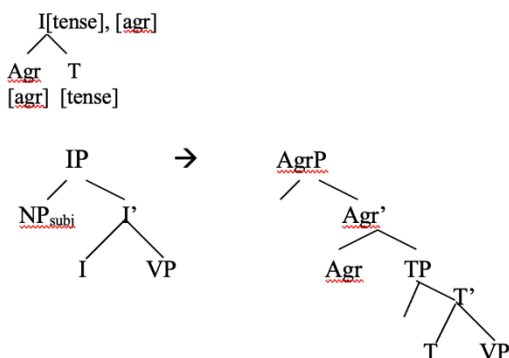 I[tense], [agr]
Agr T
[agr] [tense]
IP → AgrP
NPsubj I’ Agr’
I VP Agr TP
T’
T VP